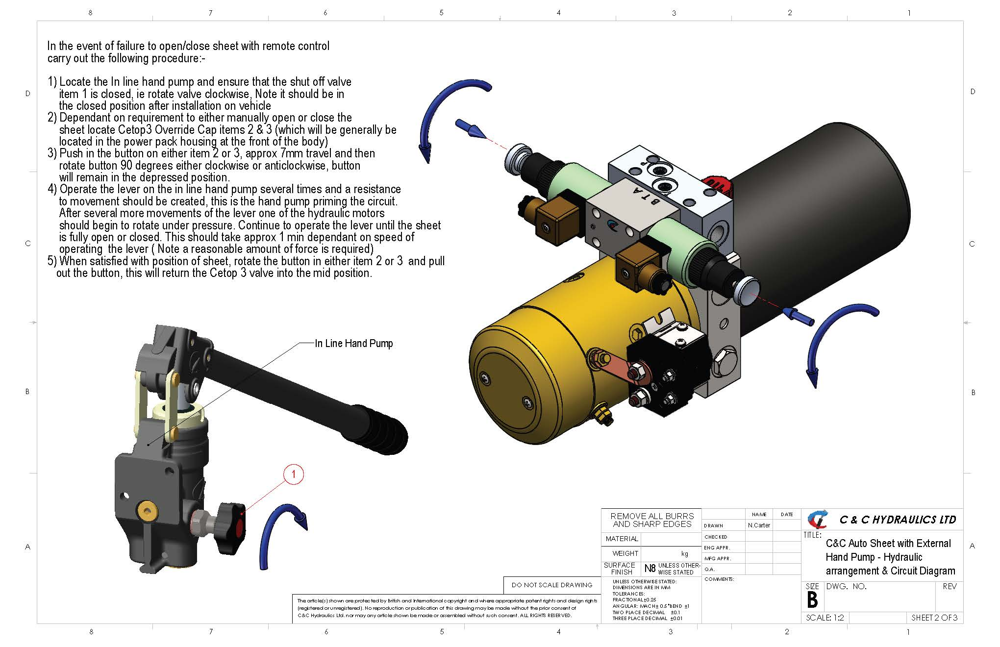 8 7 6 5 4 3 2 1
In the event of failure to open/close sheet with remote control
carry out the following procedure:-
1) Locate the In line hand pump and ensure that the shut off valve
item 1 is closed, ie rotate valve clockwise, Note it should be in
the closed position after installation on vehicle
2) Dependant on requirement to either manually open or close the
sheet locate Cetop3 Override Cap items 2 & 3 (which will be generally be
located in the power pack housing at the front of the body)
3) Push in the button on either item 2 or 3, approx 7mm travel and then
rotate button 90 degrees either clockwise or anticlockwise, button
will remain in the depressed position.
4) Operate the lever on the in line hand pump several times and a resistance
to movement should be created, this is the hand pump priming the circuit.
After several more movements of the lever one of the hydraulic motors
should begin to rotate under pressure. Continue to operate the lever until the sheet
is fully open or closed. This should take approx 1 min dependant on speed of
operating the lever ( Note a reasonable amount of force is required)
5) When satisfied with position of sheet, rotate the button in either item 2 or 3 and pull
out the button, this will return the Cetop 3 valve into the mid position.
D D
C C
B B
A A
P
B T A
In Line Hand Pump
1
REMOVE ALL BURRS
AND SHARP EDGES
MATERIAL
WEIGHT kg
SURFACE
FINISH
N8 UNLESS OTHER-
WISE STATED
UNLESS OTHERWISE STATED:
DIMENSIONS ARE IN MM
TOLERANCES:
FRACTIONAL±0.25
ANGULAR: MACH± 0.5° BEND ±1
TWO PLACE DECIMAL ±0.1
THREE PLACE DECIMAL ±0.01
NAME DATE
DRAWN N.Carter
CHECKED
ENG APPR.
MFG APPR.
Q.A.
COMMENTS:
C & C HYDRAULICS LTD
TITLE:
C&C Auto Sheet with External
Hand Pump - Hydraulic
arrangement & Circuit Diagram
SIZE DWG. NO. REV
B
SCALE: 1:2 SHEET 2 OF 3
DO NOT SCALE DRAWING
The article(s) shown are protected by British and International copyright and where appropriate patent rights and design rights
(registered or unregistered). No reproduction or publication of this drawing may be made without the prior consent of
C&C Hydraulics Ltd. nor may any article shown be made or assembled without such consent. ALL RIGHTS RESERVED.
8 7 6 5 4 3 2 1